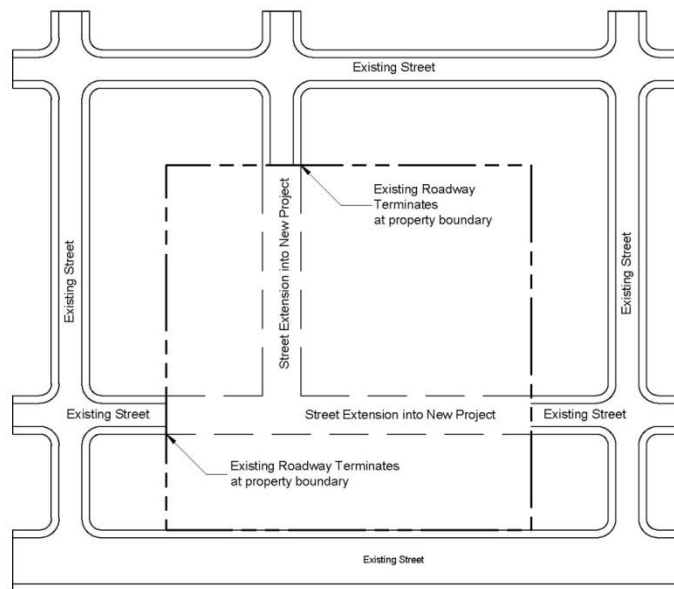 Existing Street
Existing Roadway
Terminates
at property boundary
Street Extension into New Project
Existing Street
Existing Street
Existing Street
Street Extension into New Project
Existing Street
Existing Roadway Terminates
at property boundary
Existing Street